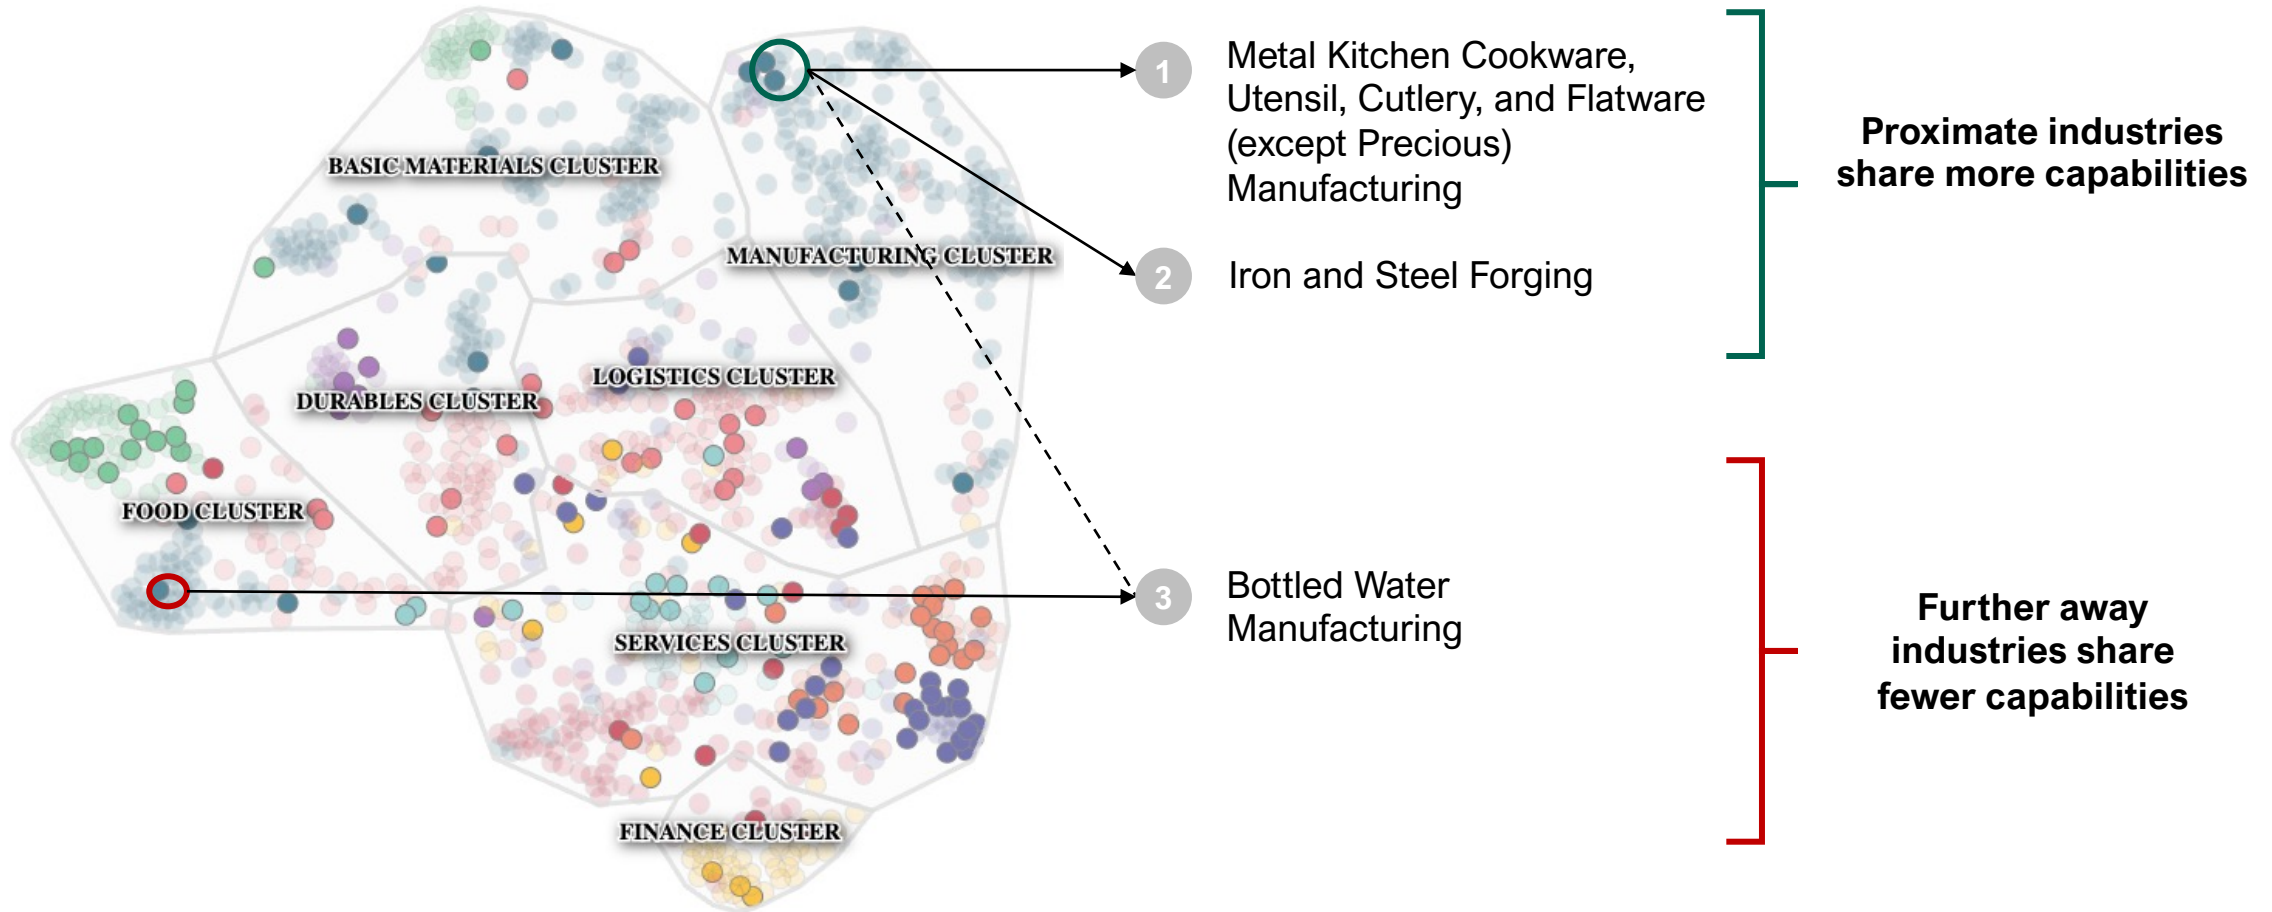 BASIC MATERIALS CLUSTER
MANUFACTURING CLUSTER
LOGISTICS CLUSTER
DURABLES CLUSTER
FOOD CLUSTER
SERVICES CLUSTER
FINANCE CLUSTER
1
Metal Kitchen Cookware,
Utensil, Cutlery, and Flatware
(except Precious)
Manufacturing
2
Iron and Steel Forging
3
Bottled Water
Manufacturing
Proximate industries
share more capabilities
Further away
industries share
fewer capabilities